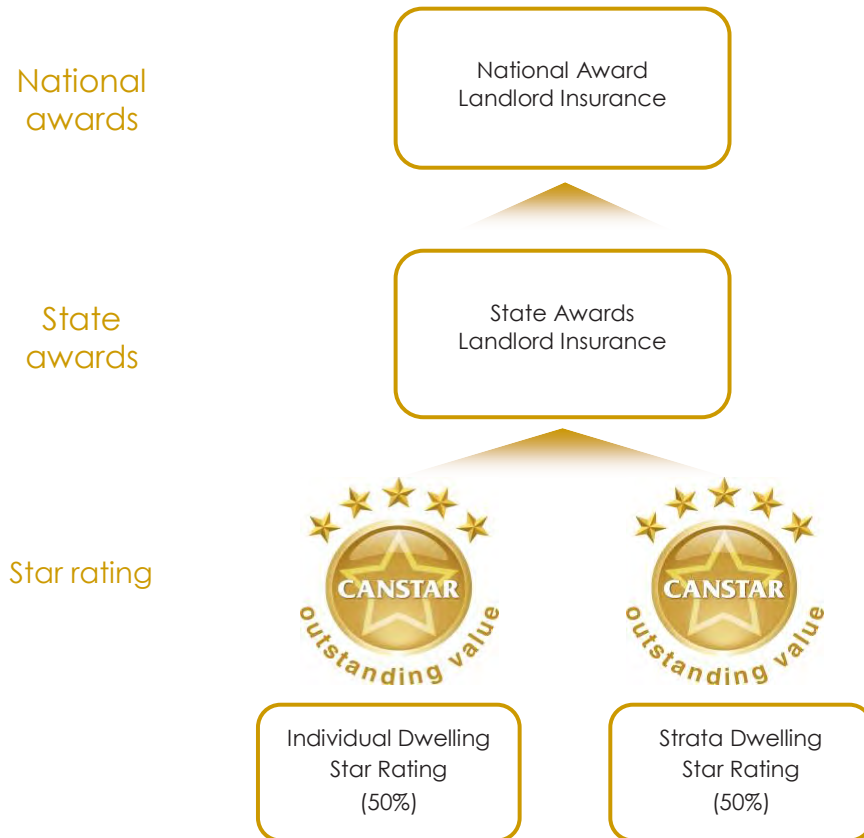 National
awards
National Award
Landlord Insurance
State
awards
State Awards
Landlord Insurance
Star rating
CANSTAR
outstanding value
CANSTAR
outstanding value
Individual Dwelling
Star Rating
(50%)
Strata Dwelling
Star Rating
(50%)